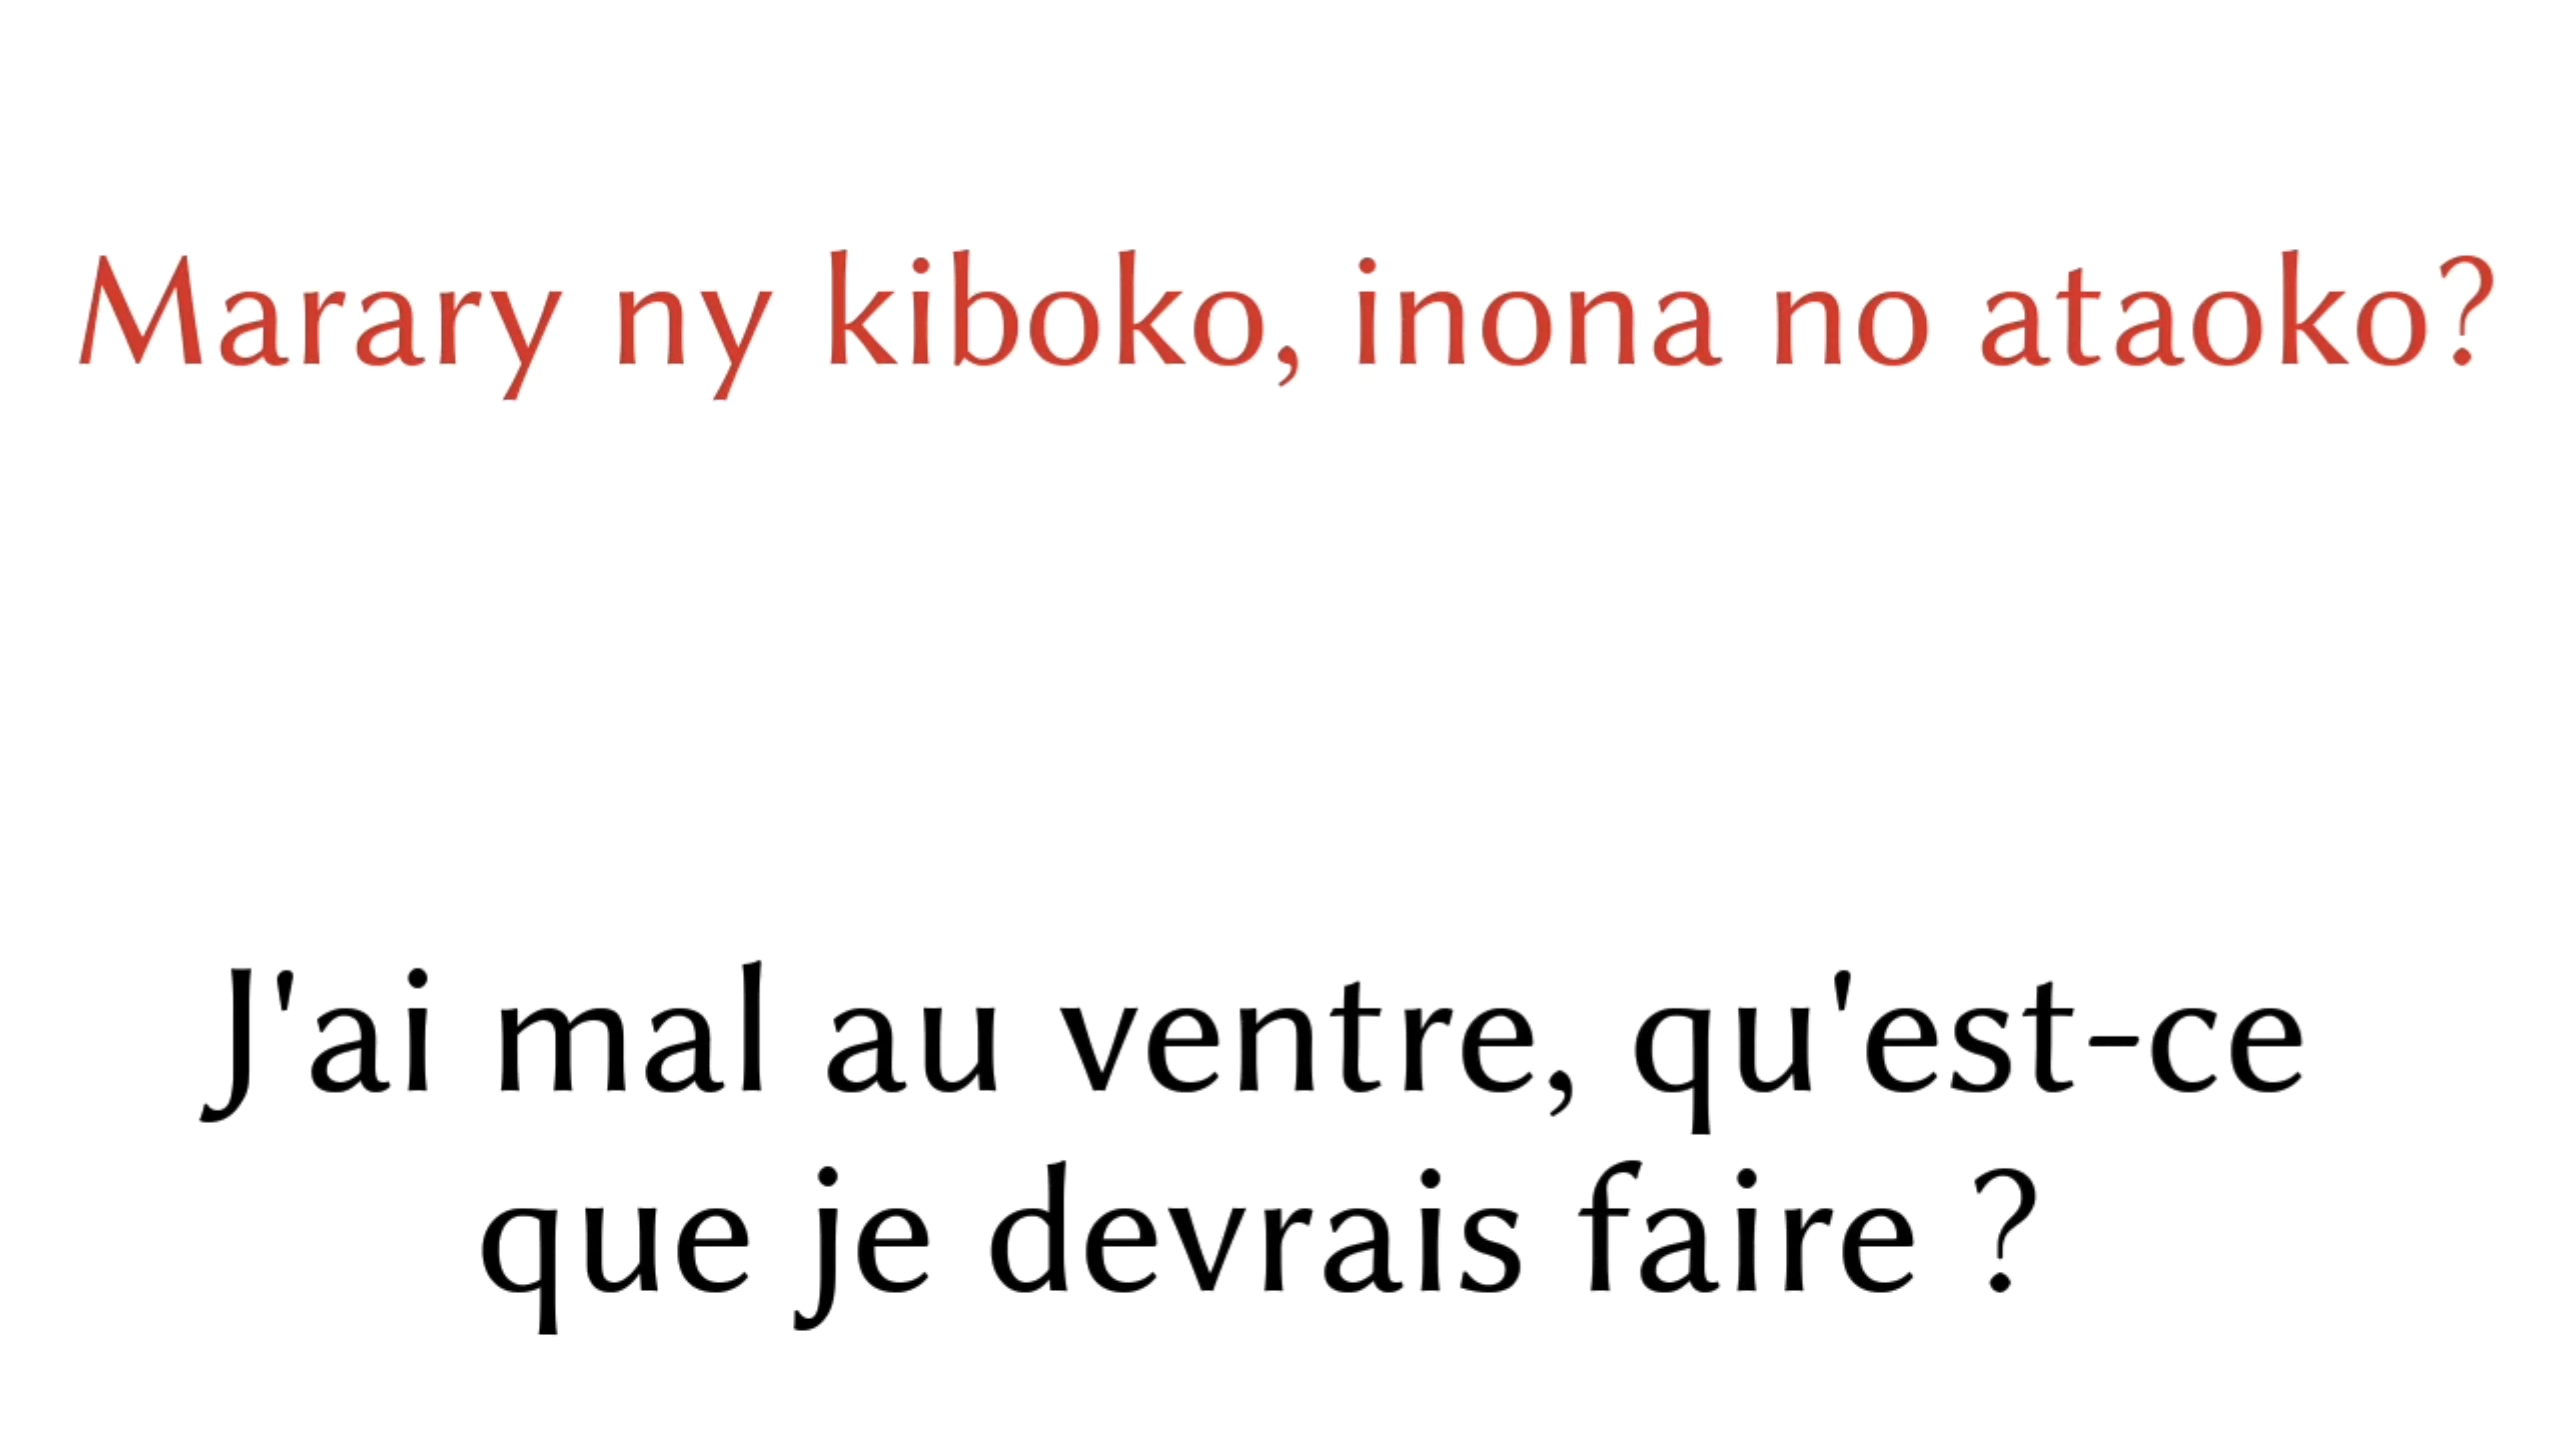 Marary ny kiboko, inona no ataoko?
J'ai mal au ventre, qu'est-ce
que je devrais faire ?